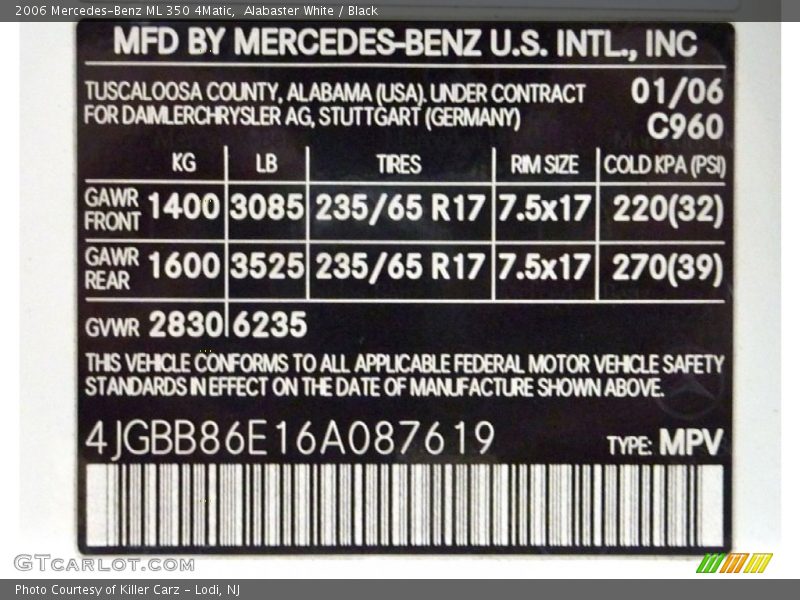 2006 Mercedes-Benz ML 350 4Matic,  Alabaster White / Black
MFD BY MERCEDES-BENZ U.S. INTL., INC
TUSCALOOSA COUNTY, ALABAMA (USA). UNDER CONTRACT 01/06
FOR DAIMLERCHRYSLER AG, STUTTGART (GERMANY) C960
KG LB TIRES RIM SIZE COLD KPA (PSI)
GAWR FRONT 1400 3085 235/65 R17 7.5x17 220(32)
GAWR REAR 1600 3525 235/65 R17 7.5x17 270(39)
GVWR 2830 6235
THIS VEHICLE CONFORMS TO ALL APPLICABLE FEDERAL MOTOR VEHICLE SAFETY
STANDARDS IN EFFECT ON THE DATE OF MANUFACTURE SHOWN ABOVE.
4JGBB86E16A087619 TYPE: MPV
GTCARLOT.COM
Photo Courtesy of Killer Carz - Lodi, NJ